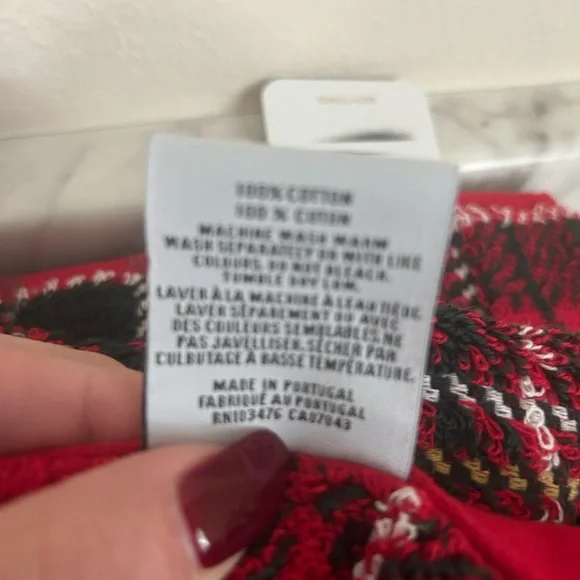 100% COTTON
100 % COTON
MACHINE WASH WARM
WASH SEPARATELY OR WITH LIKE
COLOURS. DO NOT BLEACH.
TUMBLE DRY LOW.
LAVER À LA MACHINE À L'EAU TIÈDE.
LAVER SÉPARÉMENT OU AVEC
DES COULEURS SEMBLABLES. NE
PAS JAVELLISER. SÉCHER PAR
CULBUTAGE À BASSE TEMPÉRATURE.
MADE IN PORTUGAL
FABRIQUÉ AU PORTUGAL
RN103476 CA07043